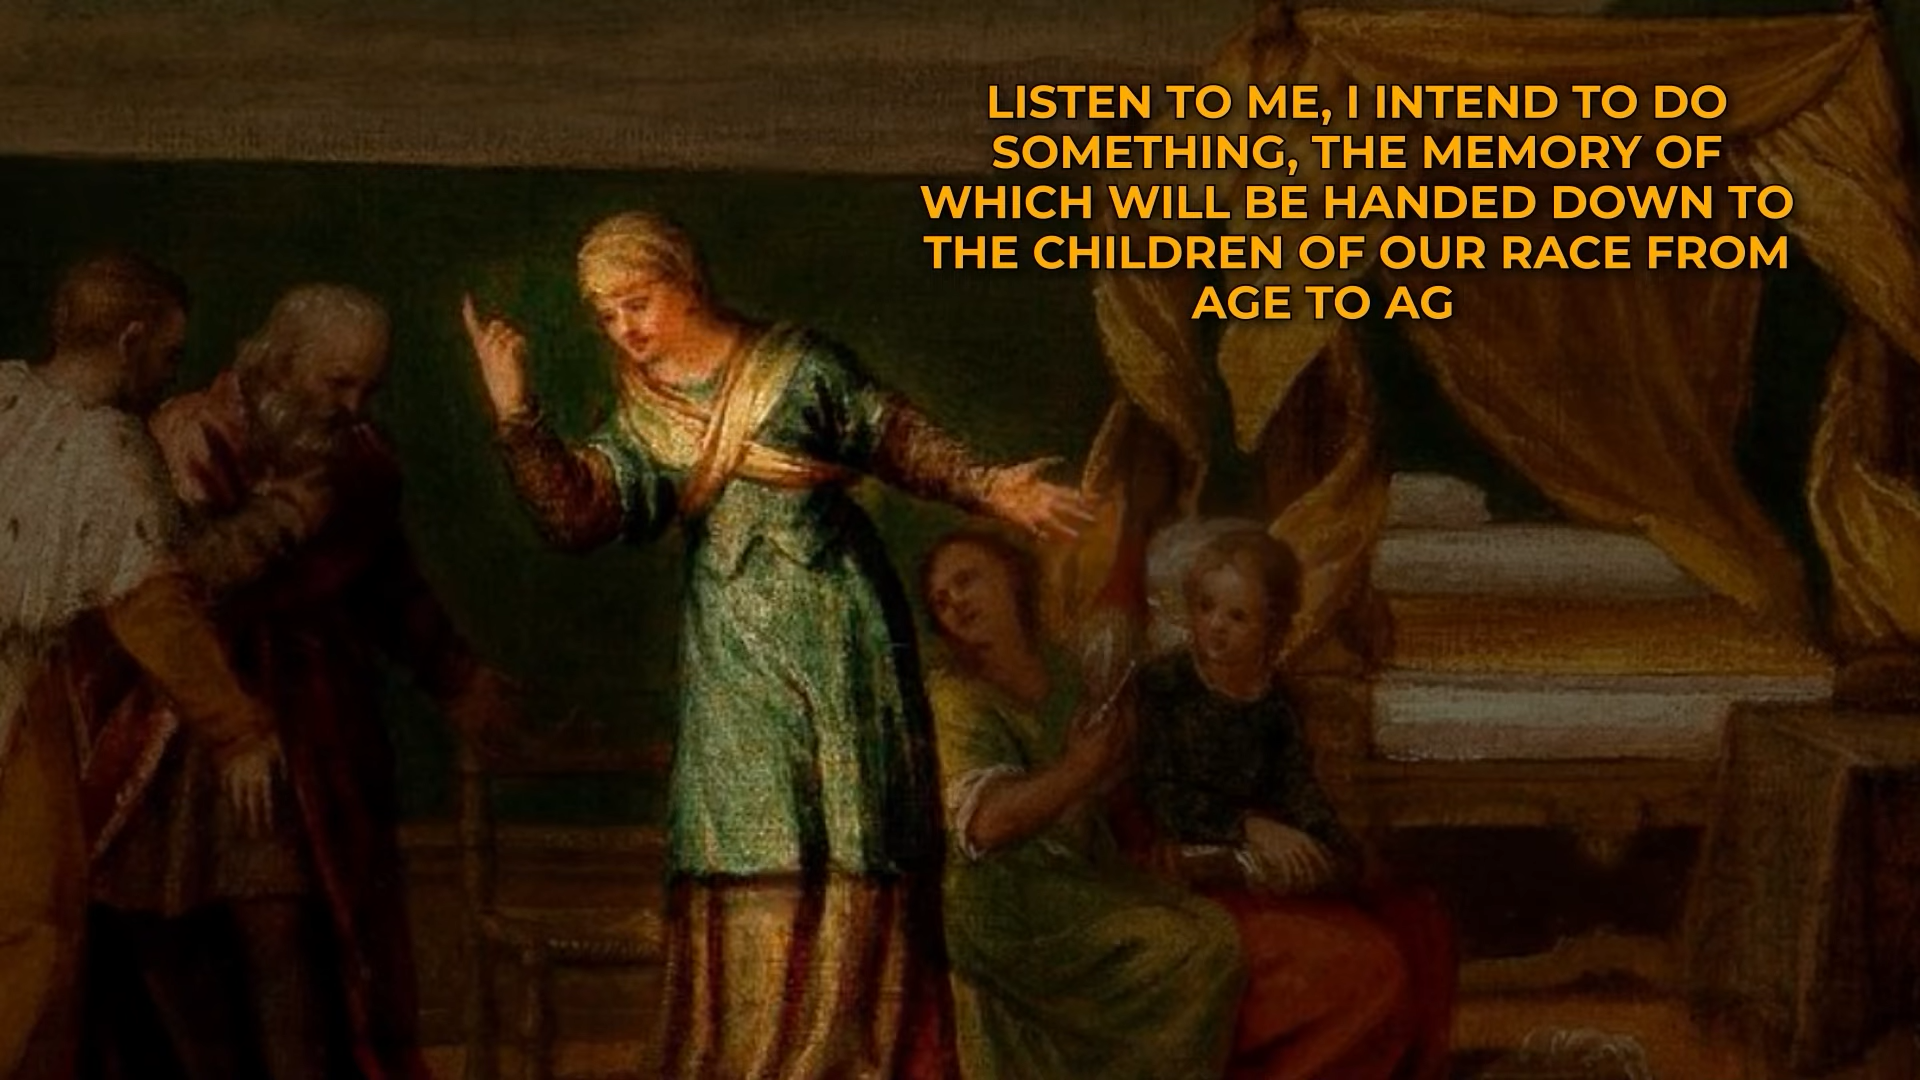 LISTEN TO ME, I INTEND TO DO
SOMETHING, THE MEMORY OF
WHICH WILL BE HANDED DOWN TO
THE CHILDREN OF OUR RACE FROM
AGE TO AG